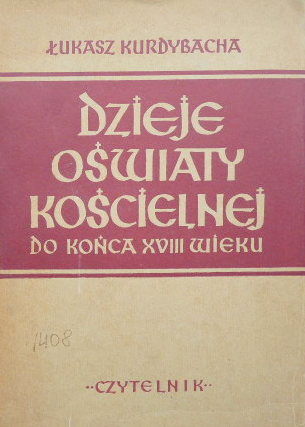 ŁUKASZ KURDYBACHA
DZIEJE
OŚWIATY
KOŚCIELNEJ
DO KOŃCA XVIII WIEKU
1408
··CZYTELNIK··